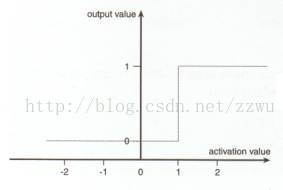 output value
1
http://blog.csdn.net/zzwu
0
activation value
-2 -1 0 1 2